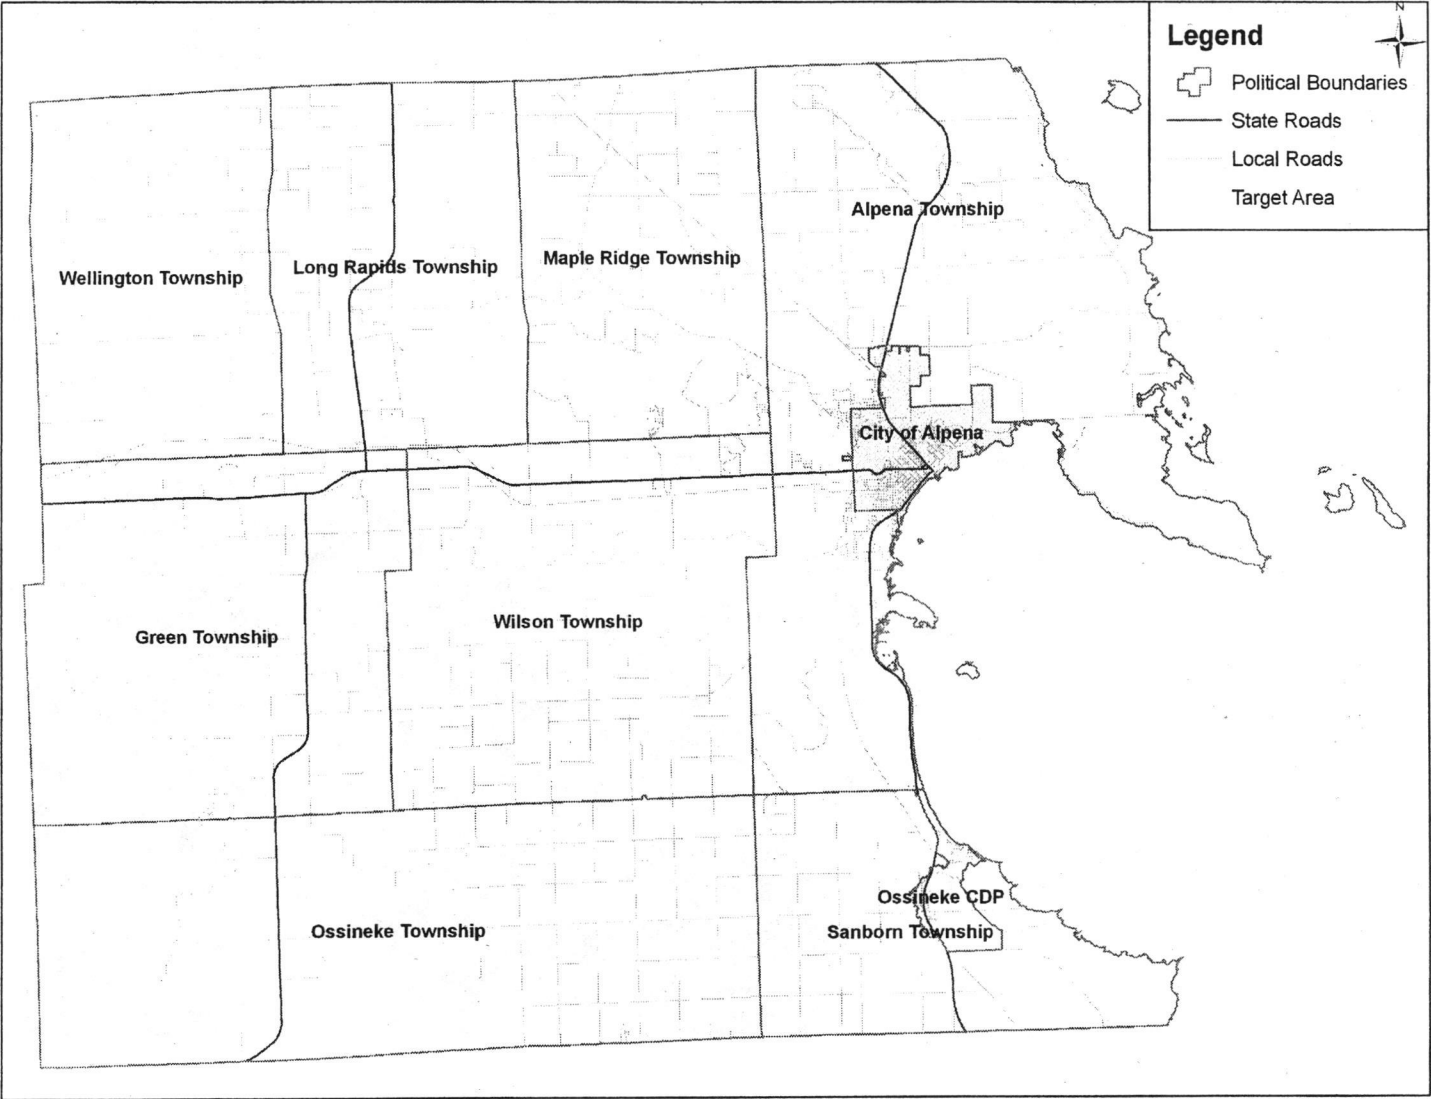 N
Legend
Political Boundaries
State Roads
Local Roads
Target Area
Alpena Township
Maple Ridge Township
Long Rapids Township
Wellington Township
City of Alpena
Wilson Township
Green Township
Ossineke CDP
Ossineke Township
Sanborn Township